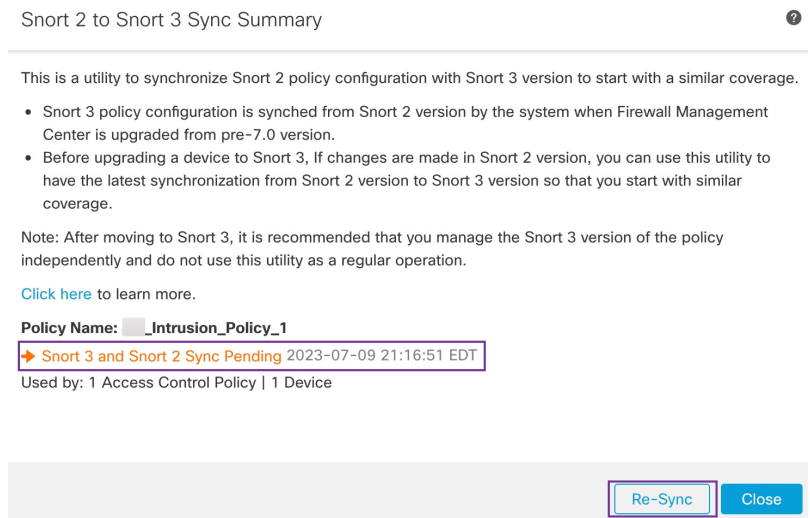 Snort 2 to Snort 3 Sync Summary
?
This is a utility to synchronize Snort 2 policy configuration with Snort 3 version to start with a similar coverage.
• Snort 3 policy configuration is synched from Snort 2 version by the system when Firewall Management
Center is upgraded from pre-7.0 version.
• Before upgrading a device to Snort 3, If changes are made in Snort 2 version, you can use this utility to
have the latest synchronization from Snort 2 version to Snort 3 version so that you start with similar
coverage.
Note: After moving to Snort 3, it is recommended that you manage the Snort 3 version of the policy
independently and do not use this utility as a regular operation.
Click here to learn more.
Policy Name: _Intrusion_Policy_1
Snort 3 and Snort 2 Sync Pending 2023-07-09 21:16:51 EDT
Used by: 1 Access Control Policy | 1 Device
Re-Sync Close